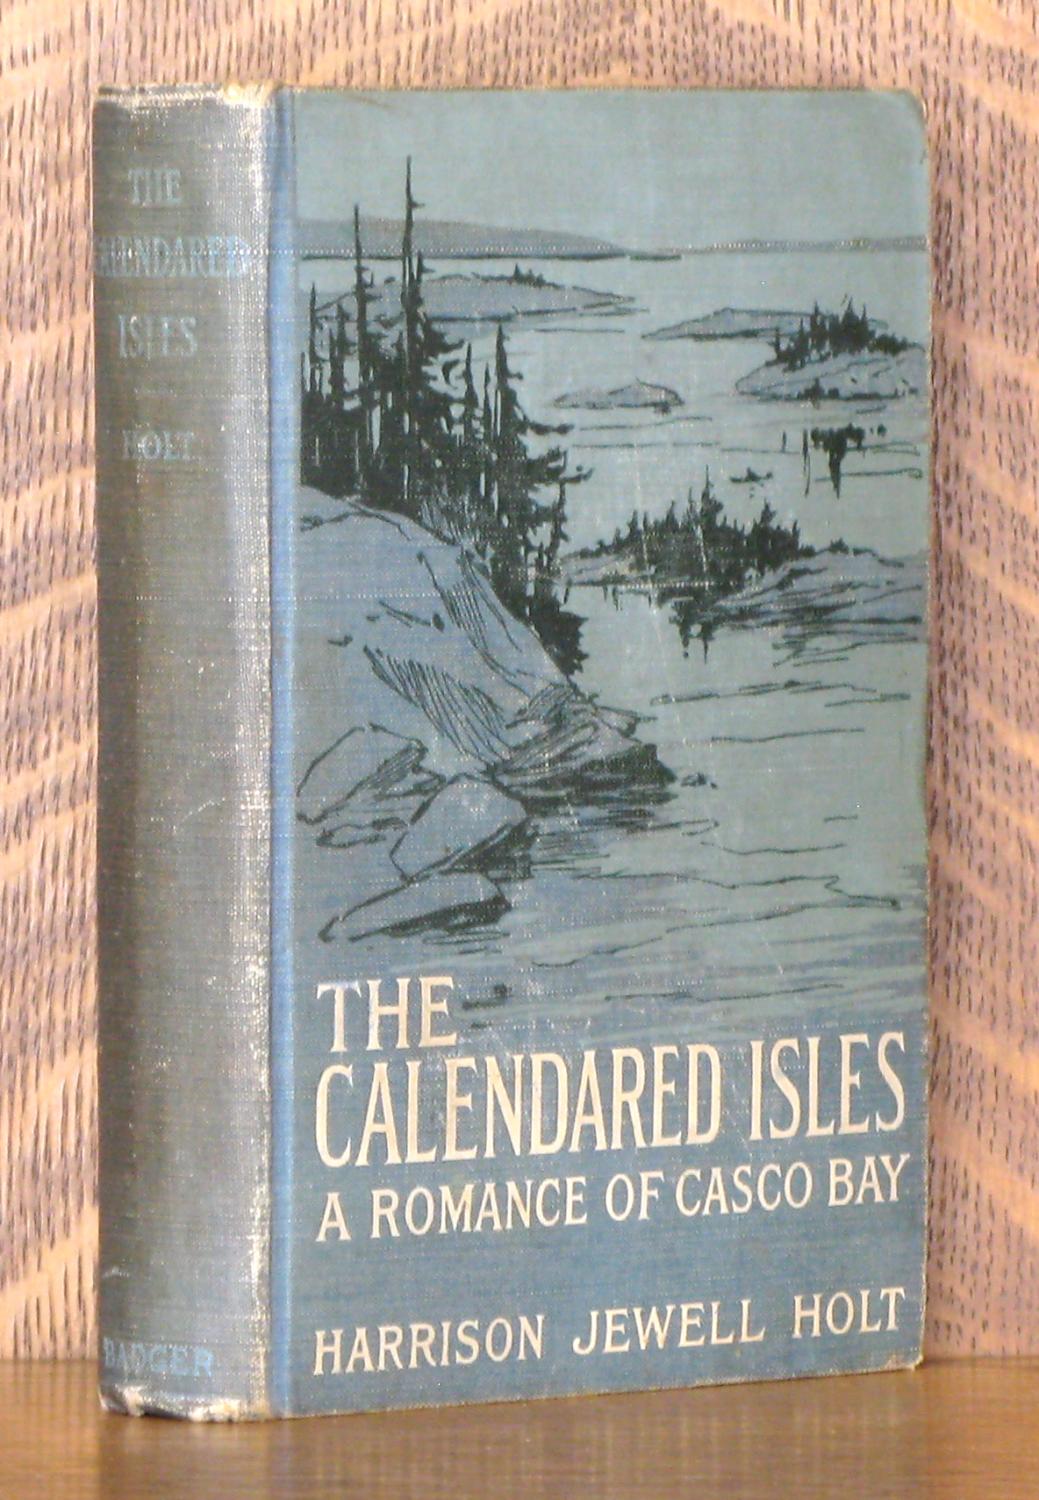 THE
CALENDARED
ISLES
HOLT
BADGER
THE
CALENDARED ISLES
A ROMANCE OF CASCO BAY
HARRISON JEWELL HOLT